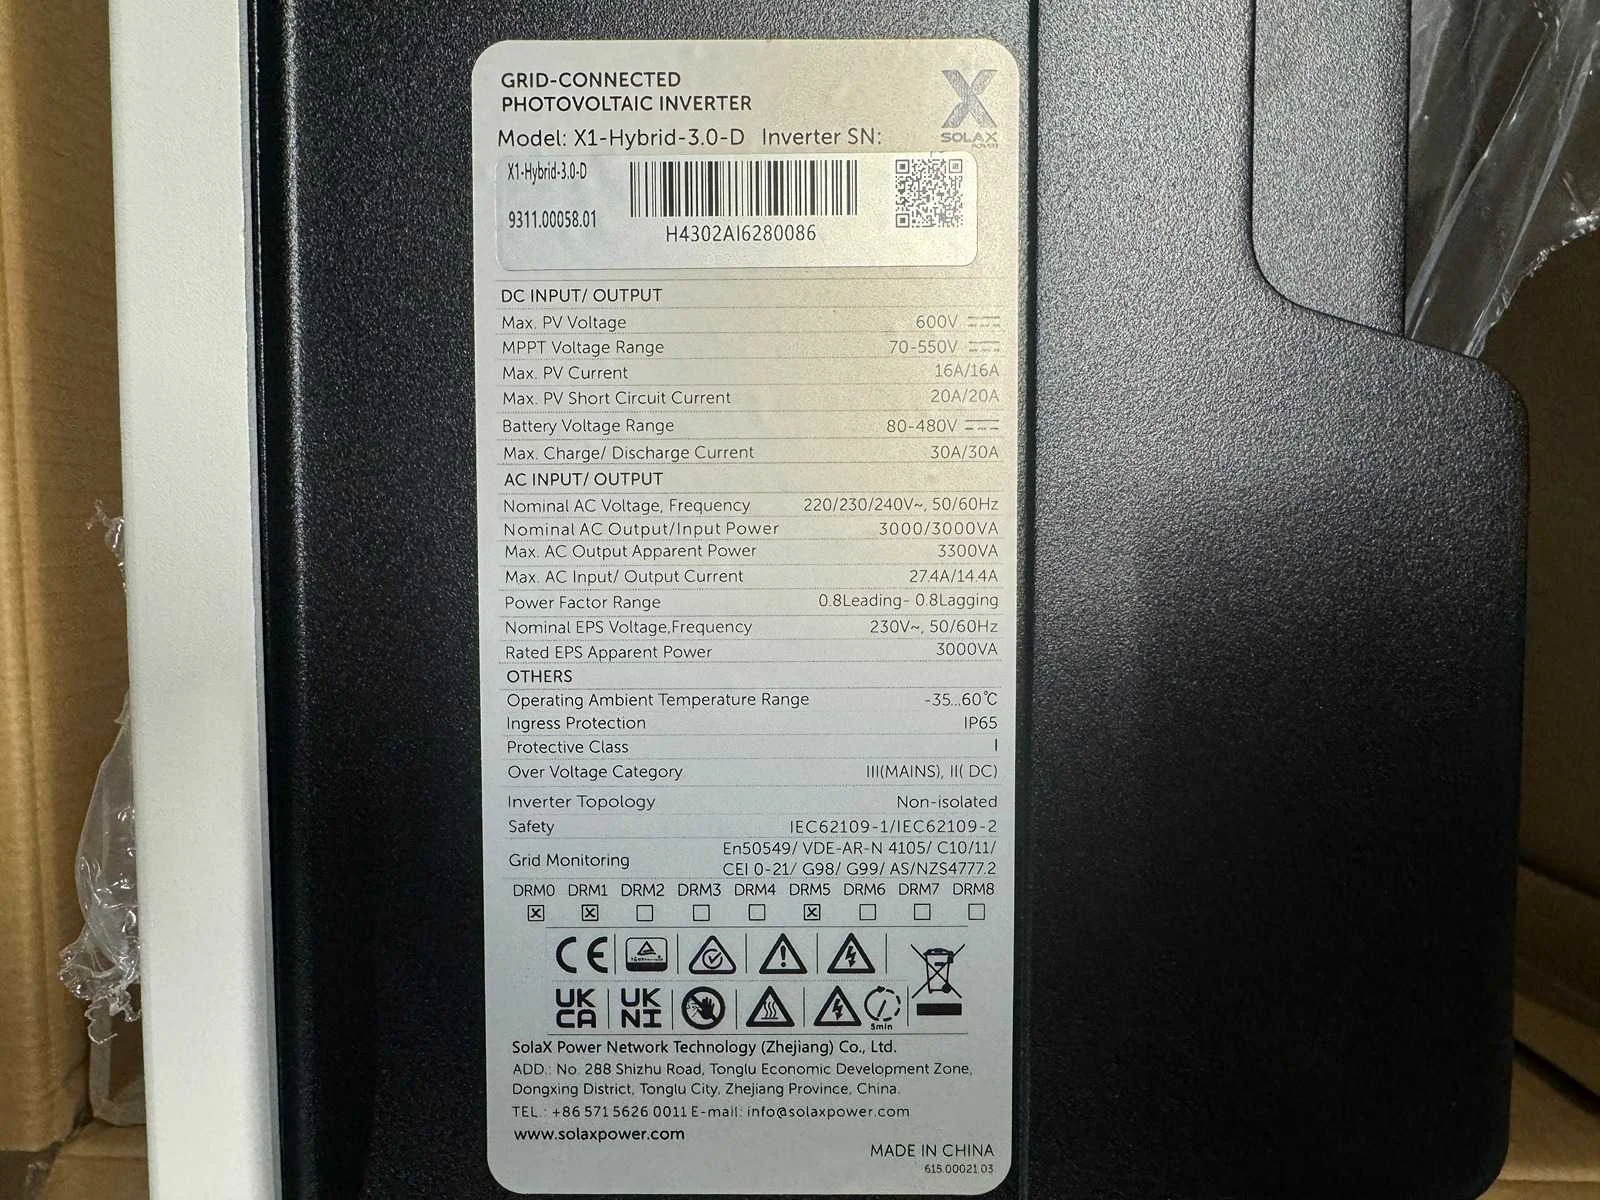 GRID-CONNECTED
PHOTOVOLTAIC INVERTER
SOLAX
POWER
Model: X1-Hybrid-3.0-D Inverter SN:
X1-Hybrid-3.0-D
9311.00058.01
H4302AI6280086
DC INPUT/ OUTPUT
Max. PV Voltage 600V
MPPT Voltage Range 70-550V
Max. PV Current 16A/16A
Max. PV Short Circuit Current 20A/20A
Battery Voltage Range 80-480V
Max. Charge/ Discharge Current 30A/30A
AC INPUT/ OUTPUT
Nominal AC Voltage, Frequency 220/230/240V~, 50/60Hz
Nominal AC Output/Input Power 3000/3000VA
Max. AC Output Apparent Power 3300VA
Max. AC Input/ Output Current 27.4A/14.4A
Power Factor Range 0.8Leading- 0.8Lagging
Nominal EPS Voltage,Frequency 230V~, 50/60Hz
Rated EPS Apparent Power 3000VA
OTHERS
Operating Ambient Temperature Range -35...60℃
Ingress Protection IP65
Protective Class I
Over Voltage Category III(MAINS), II( DC)
Inverter Topology Non-isolated
Safety IEC62109-1/IEC62109-2
Grid Monitoring En50549/ VDE-AR-N 4105/ C10/11/
CEI 0-21/ G98/ G99/ AS/NZS4777.2
DRM0 DRM1 DRM2 DRM3 DRM4 DRM5 DRM6 DRM7 DRM8
CE
UK
CA
UK
NI
5min
SolaX Power Network Technology (Zhejiang) Co., Ltd.
ADD.: No. 288 Shizhu Road, Tonglu Economic Development Zone,
Dongxing District, Tonglu City, Zhejiang Province, China.
TEL.: +86 571 5626 0011 E-mail: info@solaxpower.com
www.solaxpower.com
MADE IN CHINA
615.00021.03